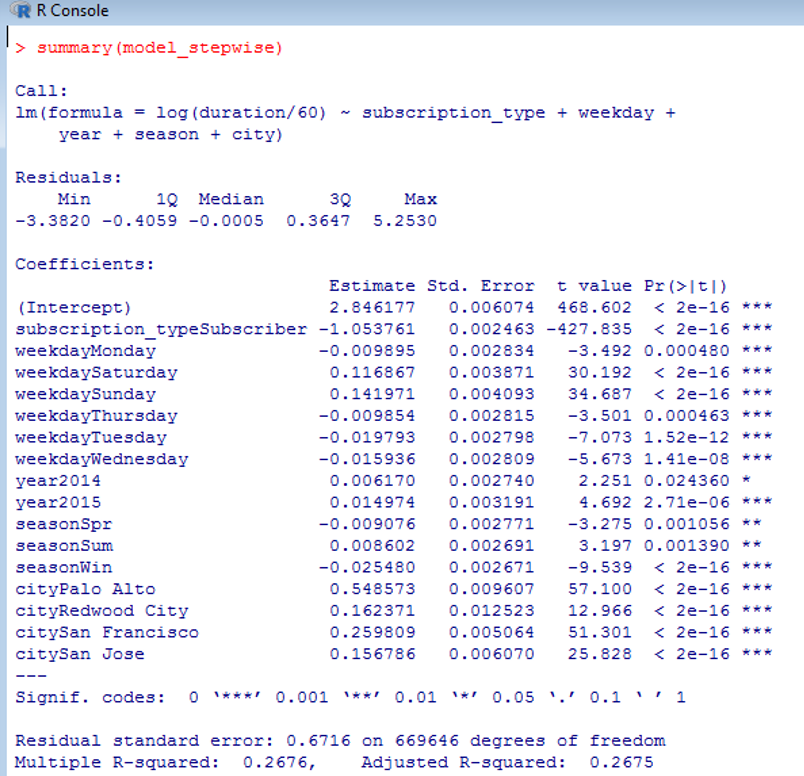 R Console
> summary(model_stepwise)
Call:
lm(formula = log(duration/60) ~ subscription_type + weekday +
    year + season + city)
Residuals:
    Min      1Q  Median      3Q     Max
-3.3820 -0.4059 -0.0005  0.3647  5.2530
Coefficients:
                             Estimate Std. Error  t value Pr(>|t|)
(Intercept)                  2.846177   0.006074  468.602  < 2e-16 ***
subscription_typeSubscriber -1.053761   0.002463 -427.835  < 2e-16 ***
weekdayMonday               -0.009895   0.002834   -3.492 0.000480 ***
weekdaySaturday              0.116867   0.003871   30.192  < 2e-16 ***
weekdaySunday                0.141971   0.004093   34.687  < 2e-16 ***
weekdayThursday             -0.009854   0.002815   -3.501 0.000463 ***
weekdayTuesday              -0.019793   0.002798   -7.073 1.52e-12 ***
weekdayWednesday            -0.015936   0.002809   -5.673 1.41e-08 ***
year2014                     0.006170   0.002740    2.251 0.024360 *
year2015                     0.014974   0.003191    4.692 2.71e-06 ***
seasonSpr                   -0.009076   0.002771   -3.275 0.001056 **
seasonSum                    0.008602   0.002691    3.197 0.001390 **
seasonWin                   -0.025480   0.002671   -9.539  < 2e-16 ***
cityPalo Alto                0.548573   0.009607   57.100  < 2e-16 ***
cityRedwood City             0.162371   0.012523   12.966  < 2e-16 ***
citySan Francisco            0.259809   0.005064   51.301  < 2e-16 ***
citySan Jose                 0.156786   0.006070   25.828  < 2e-16 ***
---
Signif. codes:  0 ‘***’ 0.001 ‘**’ 0.01 ‘*’ 0.05 ‘.’ 0.1 ‘ ’ 1
Residual standard error: 0.6716 on 669646 degrees of freedom
Multiple R-squared:  0.2676,    Adjusted R-squared:  0.2675